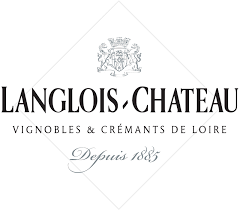 LANGLOIS-CHATEAU
VIGNOBLES & CRÉMANTS DE LOIRE
Depuis 1885